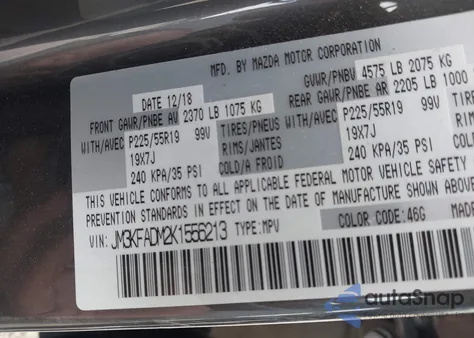 MFD. BY MAZDA MOTOR CORPORATION
DATE 12/18 GVWR/PNBV 4575 LB 2075 KG
FRONT GAWR/PNBE AV 2370 LB 1075 KG REAR GAWR/PNBE AR 2205 LB 1000
WITH/AVEC P225/55R19 99V TIRES/PNEUS WITH/AVEC P225/55R19 99V
19X7J RIMS/JANTES 19X7J
240 KPA/35 PSI COLD/A FROID 240 KPA/35 PSI
THIS VEHICLE CONFORMS TO ALL APPLICABLE FEDERAL MOTOR VEHICLE
PREVENTION STANDARDS IN EFFECT ON THE DATE OF MANUFACTURE SHOWN ABOV
VIN: JM3KFADM2K1556213 TYPE: MPV COLOR CODE:46G MADE
autoSnap